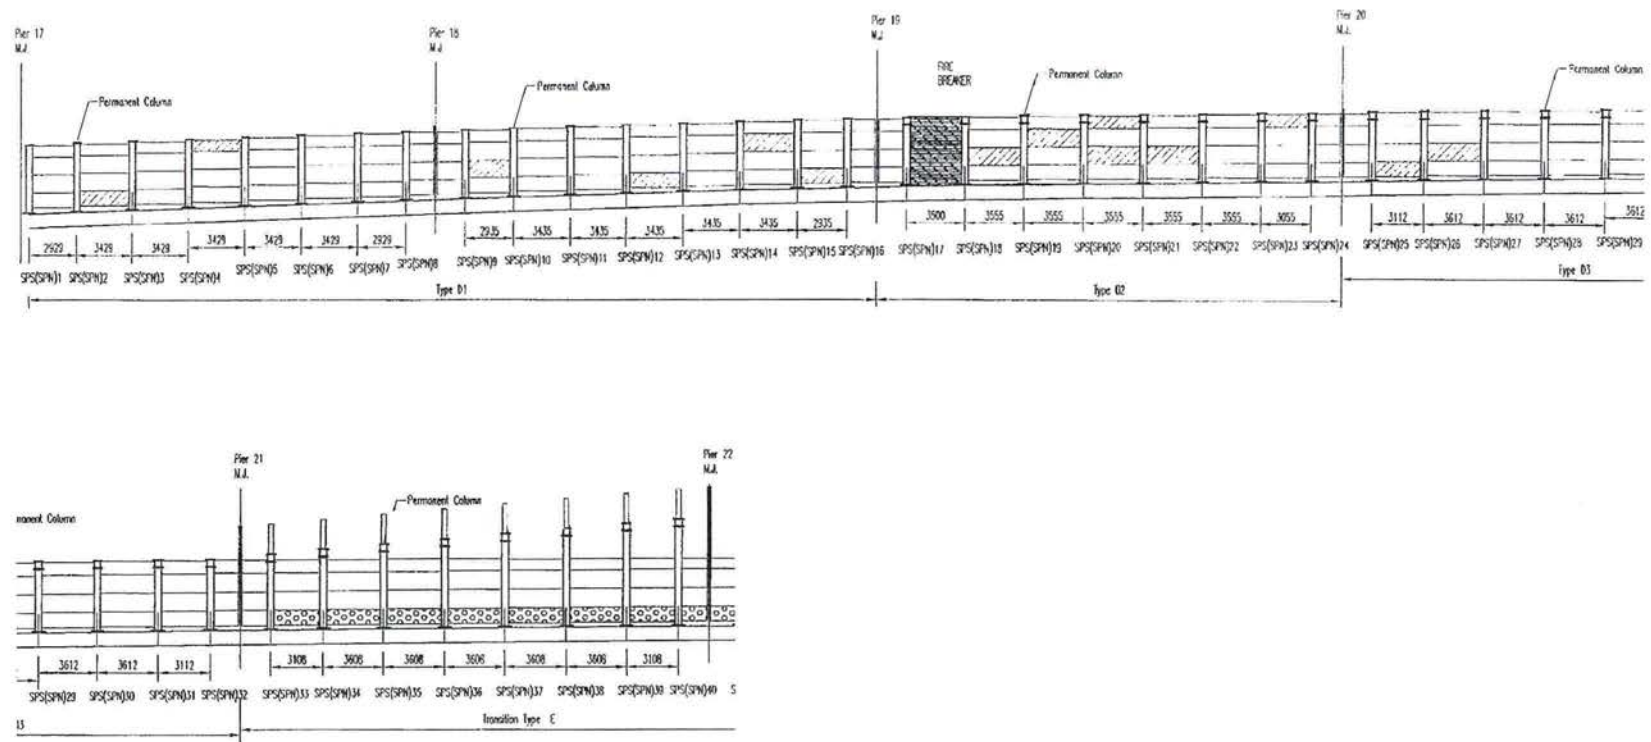 Pier 17
M.J.
Pier 18
M.J.
Pier 19
M.J.
Pier 20
M.J.
Permanent Column
Permanent Column
FIRE
BREAKER
Permanent Column
Permanent Column
2929 3429 3429 3429 3429 3429 2929 2935 3435 3435 3435 3435 3435 2935 3500 3555 3555 3555 3555 3555 3055 3112 3612 3612 3612 3612
SPS(SPN)1 SPS(SPN)2 SPS(SPN)3 SPS(SPN)4 SPS(SPN)5 SPS(SPN)6 SPS(SPN)7 SPS(SPN)8 SPS(SPN)9 SPS(SPN)10 SPS(SPN)11 SPS(SPN)12 SPS(SPN)13 SPS(SPN)14 SPS(SPN)15 SPS(SPN)16 SPS(SPN)17 SPS(SPN)18 SPS(SPN)19 SPS(SPN)20 SPS(SPN)21 SPS(SPN)22 SPS(SPN)23 SPS(SPN)24 SPS(SPN)25 SPS(SPN)26 SPS(SPN)27 SPS(SPN)28 SPS(SPN)29
Type D1 Type D2 Type D3
Pier 21
M.J.
Pier 22
M.J.
manent Column
Permanent Column
3612 3612 3112 3108 3608 3608 3608 3608 3608 3108
SPS(SPN)29 SPS(SPN)30 SPS(SPN)31 SPS(SPN)32 SPS(SPN)33 SPS(SPN)34 SPS(SPN)35 SPS(SPN)36 SPS(SPN)37 SPS(SPN)38 SPS(SPN)39 SPS(SPN)40 S
Transition Type E